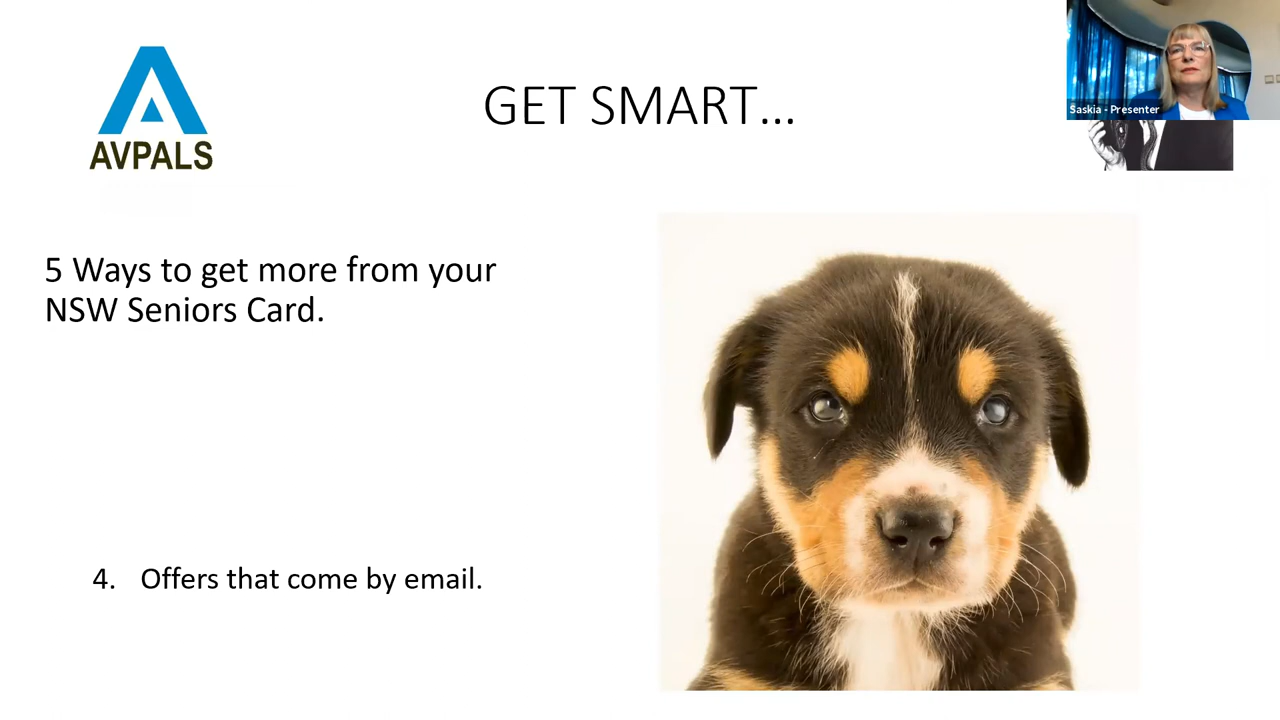 AVPALS
GET SMART...
Saskia - Presenter
5 Ways to get more from your
NSW Seniors Card.
4. Offers that come by email.